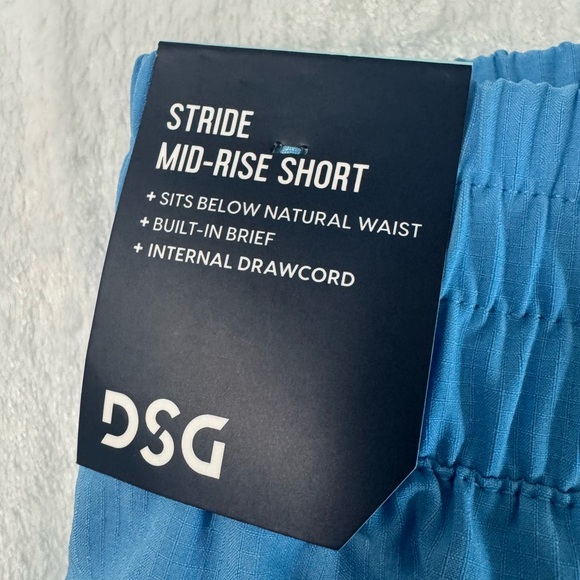 STRIDE
MID-RISE SHORT
+ SITS BELOW NATURAL WAIST
+ BUILT-IN BRIEF
+ INTERNAL DRAWCORD
DSG